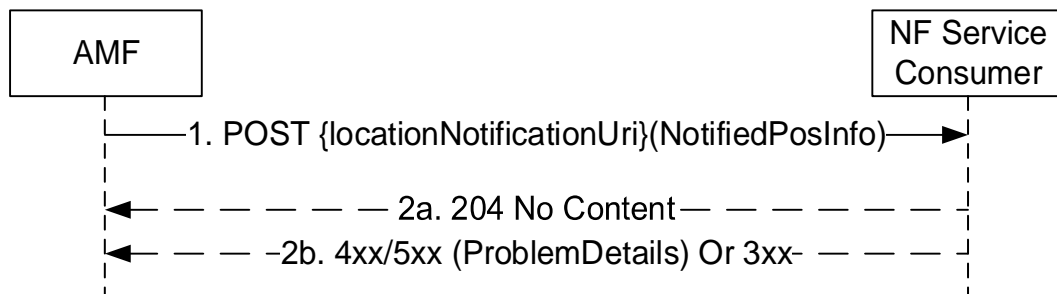 AMF
NF Service
Consumer
1. POST {locationNotificationUri}(NotifiedPosInfo)
2a. 204 No Content
2b. 4xx/5xx (ProblemDetails) Or 3xx